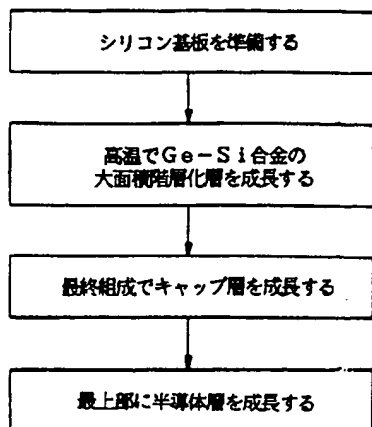 シリコン基板を準備する
高温でGe-Si合金の
大面積階層化層を成長する
最終組成でキャップ層を成長する
最上部に半導体層を成長する